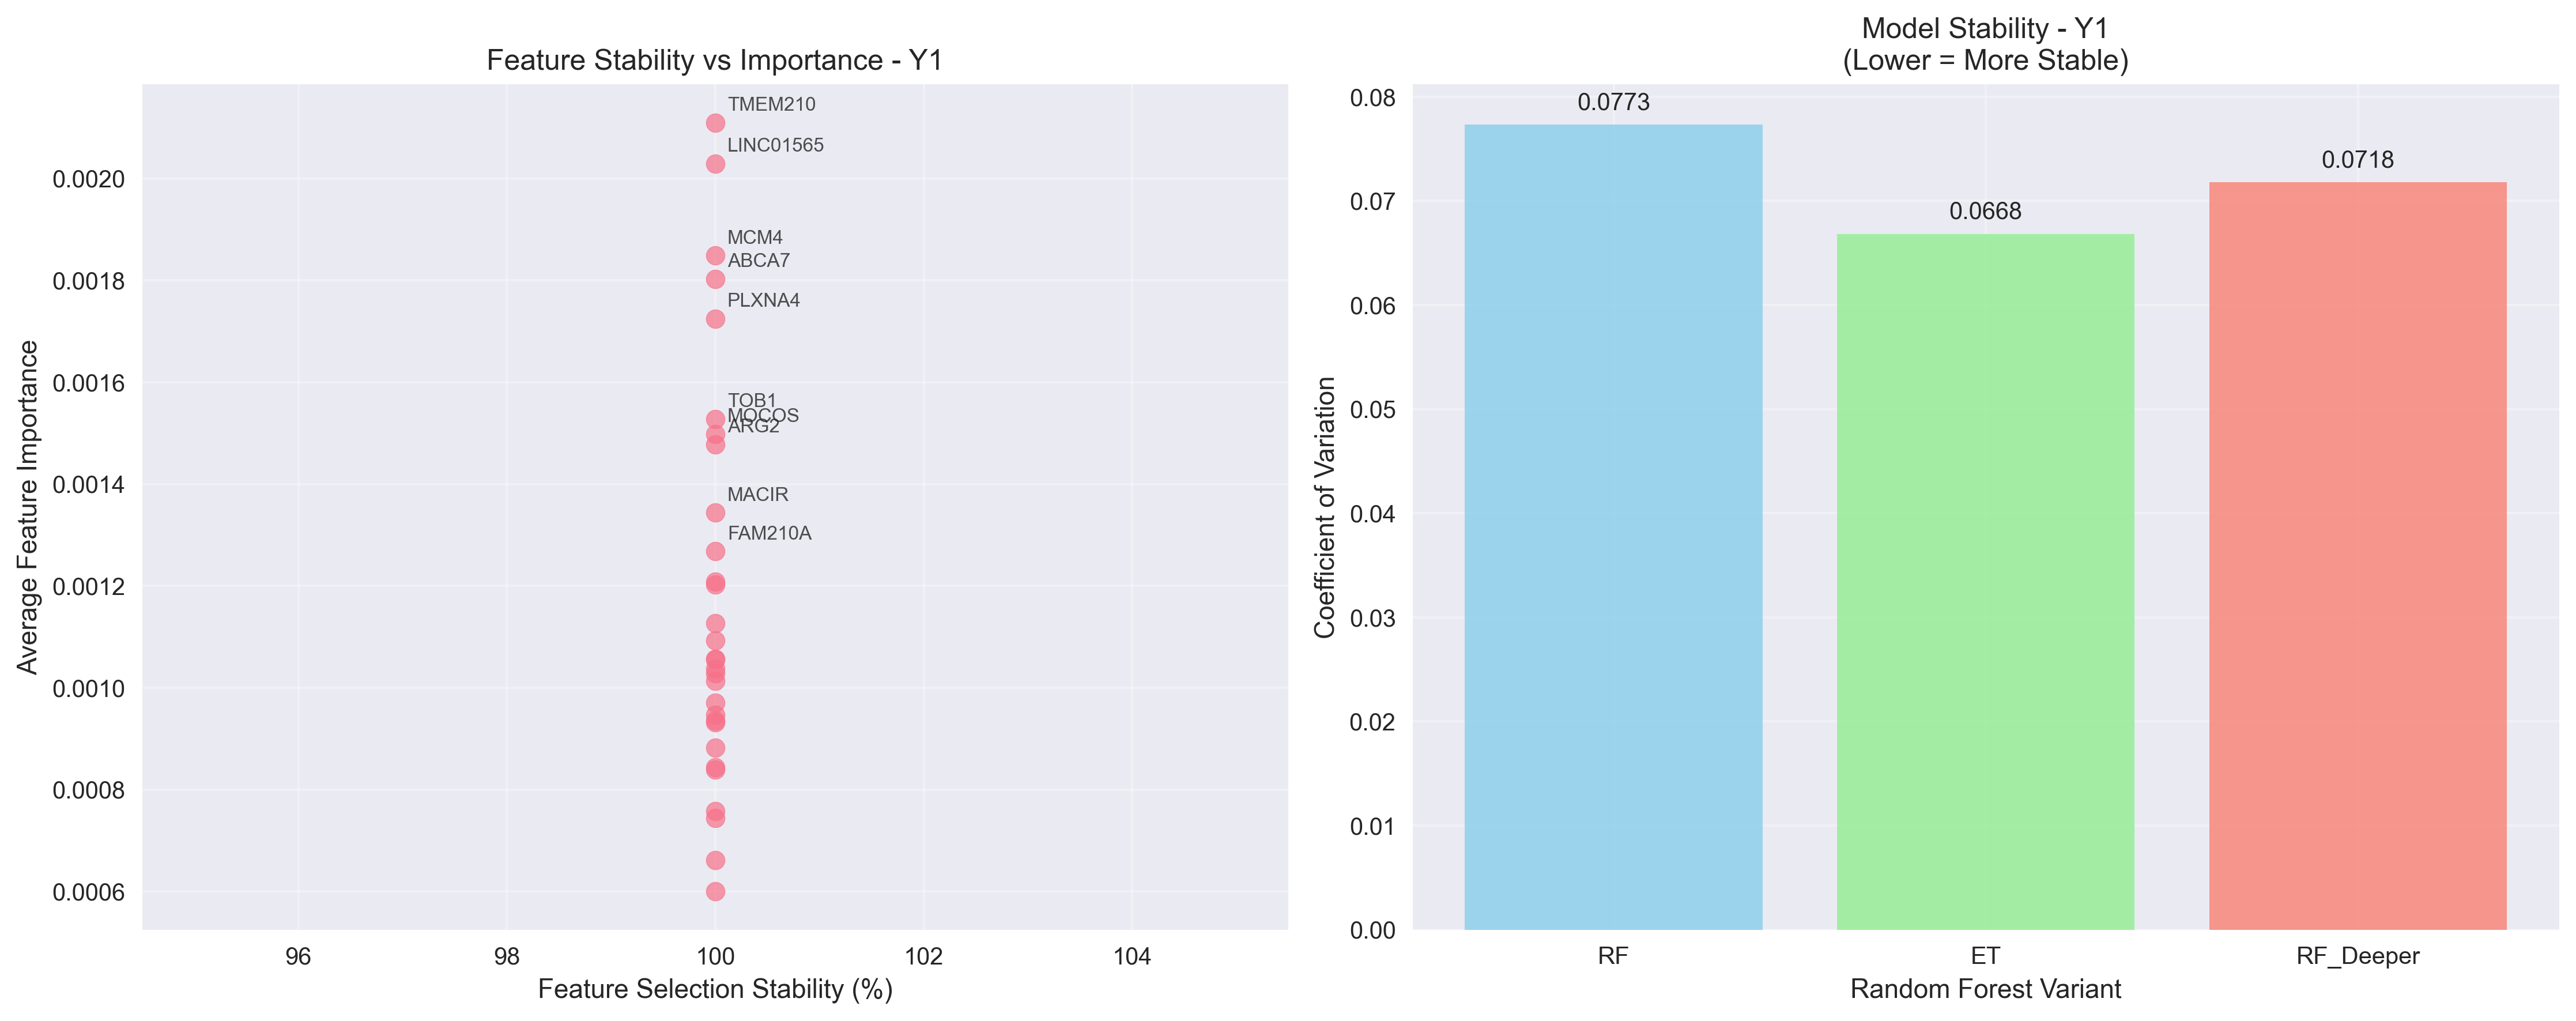 Feature Stability vs Importance - Y1
TMEM210
LINC01565
MCM4
ABCA7
PLXNA4
TOB1
MOCOS
ARG2
MACIR
FAM210A
0.0020
0.0018
0.0016
0.0014
0.0012
0.0010
0.0008
0.0006
Average Feature Importance
96
98
100
102
104
Feature Selection Stability (%)
Model Stability - Y1
(Lower = More Stable)
0.0773
0.0668
0.0718
0.08
0.07
0.06
0.05
0.04
0.03
0.02
0.01
0.00
Coefficient of Variation
RF
ET
RF_Deeper
Random Forest Variant